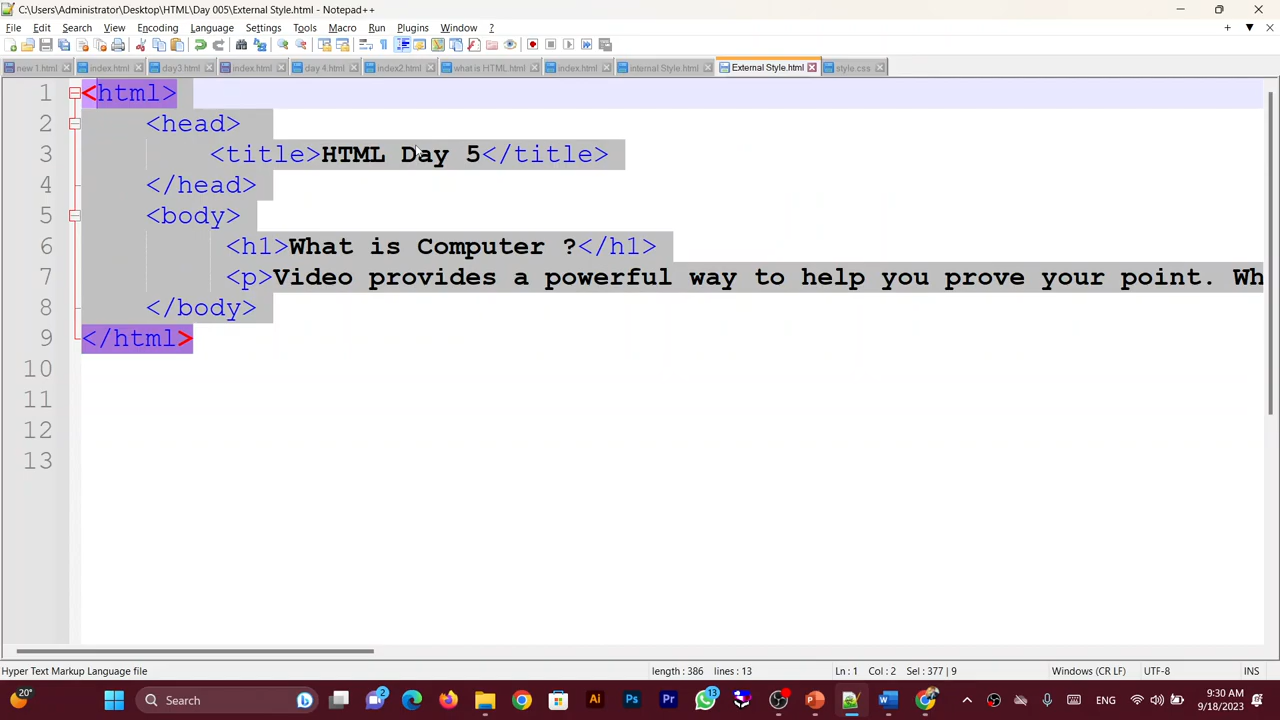 C:\Users\Administrator\Desktop\HTML\Day 005\External Style.html - Notepad++
File Edit Search View Encoding Language Settings Tools Macro Run Plugins Window ?
new 1.html index.html day3.html index.html day 4.html index2.html what is HTML.html index.html internal Style.html External Style.html style.css
1 <html>
2 <head>
3 <title>HTML Day 5</title>
4 </head>
5 <body>
6 <h1>What is Computer ?</h1>
7 <p>Video provides a powerful way to help you prove your point. Wh
8 </body>
9 </html>
10
11
12
13
Hyper Text Markup Language file length : 386 lines : 13 Ln : 1 Col : 2 Sel : 377 | 9 Windows (CR LF) UTF-8 INS
20° Search 2 Ai Ps Pr 13 ENG 9:30 AM
9/18/2023